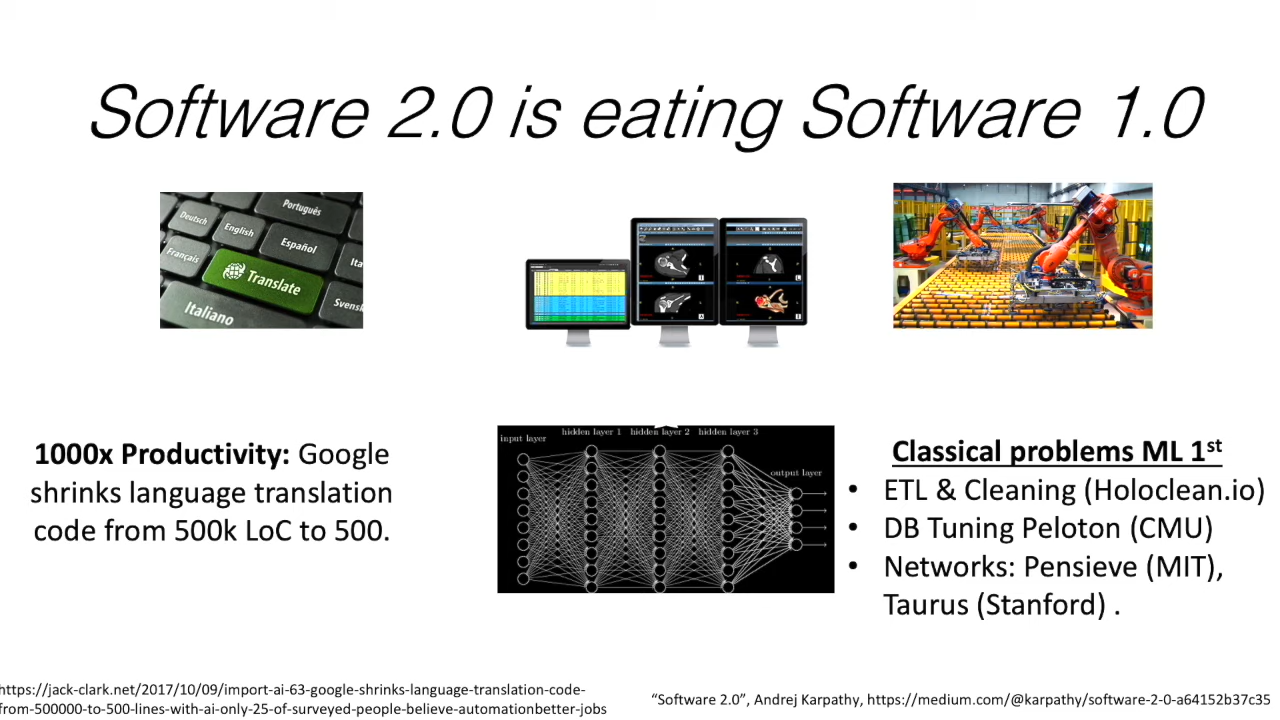 Software 2.0 is eating Software 1.0
Português
Deutsch
English
Español
Français
Ita
Translate
Svensk
Italiano
1000x Productivity: Google
shrinks language translation
code from 500k LoC to 500.
input layer
hidden layer 1 hidden layer 2 hidden layer 3
output layer
Classical problems ML 1st
• ETL & Cleaning (Holoclean.io)
• DB Tuning Peloton (CMU)
• Networks: Pensieve (MIT),
Taurus (Stanford) .
https://jack-clark.net/2017/10/09/import-ai-63-google-shrinks-language-translation-code-
from-500000-to-500-lines-with-ai-only-25-of-surveyed-people-believe-automationbetter-jobs
“Software 2.0”, Andrej Karpathy, https://medium.com/@karpathy/software-2-0-a64152b37c35